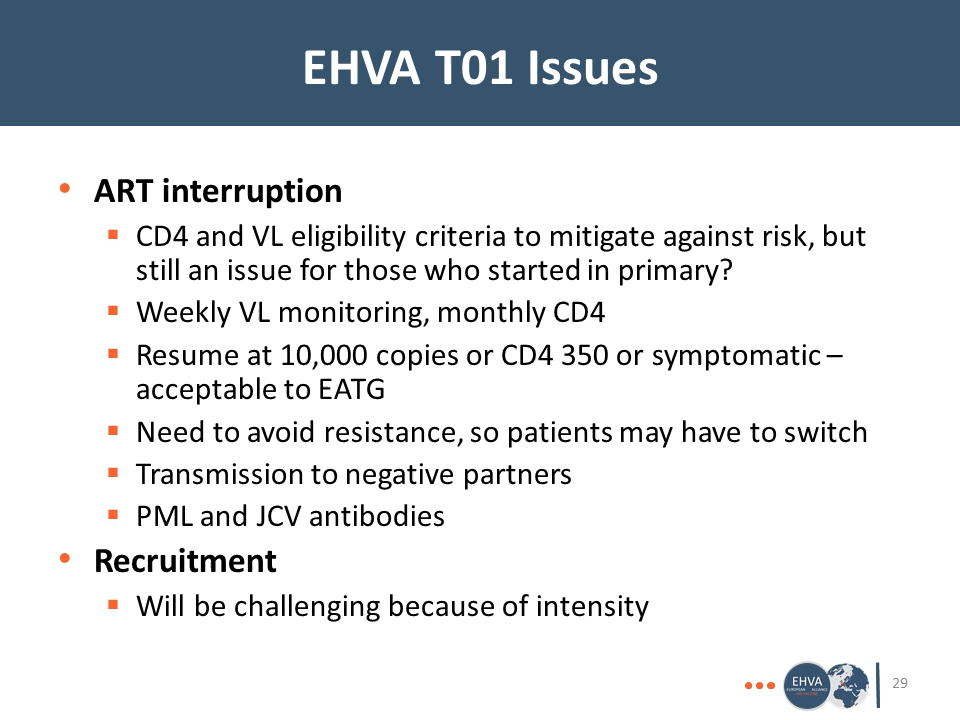 EHVA T01 Issues
• ART interruption
▪ CD4 and VL eligibility criteria to mitigate against risk, but
still an issue for those who started in primary?
▪ Weekly VL monitoring, monthly CD4
▪ Resume at 10,000 copies or CD4 350 or symptomatic –
acceptable to EATG
▪ Need to avoid resistance, so patients may have to switch
▪ Transmission to negative partners
▪ PML and JCV antibodies
• Recruitment
▪ Will be challenging because of intensity
EHVA
EUROPEAN ALLIANCE
29